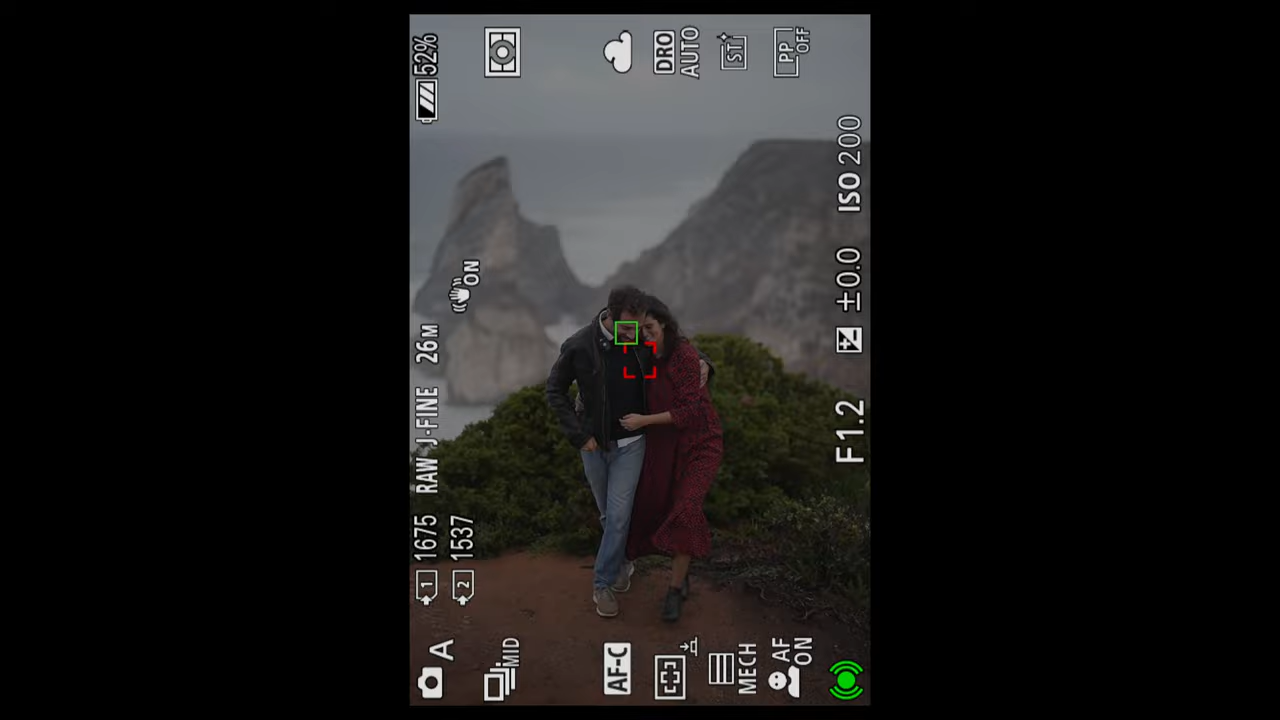 A 1 1675 RAW J-FINE 26M 52%
2 1537
MID
ON
AF-C
MECH
AF ON
DRO AUTO
ST
PP OFF
F1.2 ±0.0 ISO 200